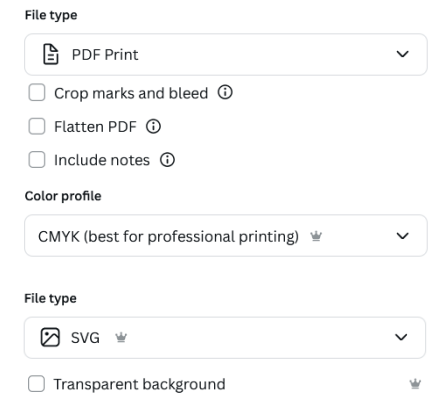 File type
PDF Print
Crop marks and bleed
Flatten PDF
Include notes
Color profile
CMYK (best for professional printing)
File type
SVG
Transparent background